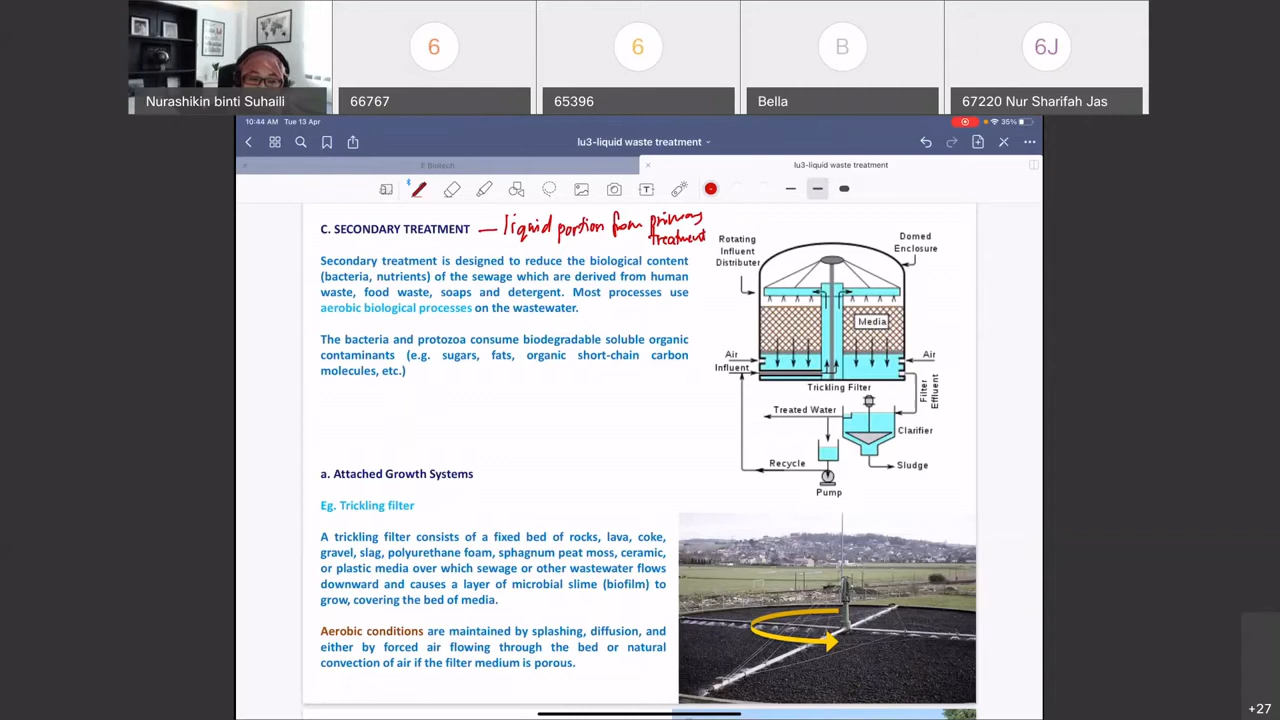 6
6
B
6J
Nurashikin binti Suhaili
66767
65396
Bella
67220 Nur Sharifah Jas
10:44 AM Tue 13 Apr
35%
lu3-liquid waste treatment
F Biotech
lu3-liquid waste treatment
C. SECONDARY TREATMENT — liquid portion from primary
treatment
Secondary treatment is designed to reduce the biological content
(bacteria, nutrients) of the sewage which are derived from human
waste, food waste, soaps and detergent. Most processes use
aerobic biological processes on the wastewater.
The bacteria and protozoa consume biodegradable soluble organic
contaminants (e.g. sugars, fats, organic short-chain carbon
molecules, etc.)
a. Attached Growth Systems
Eg. Trickling filter
A trickling filter consists of a fixed bed of rocks, lava, coke,
gravel, slag, polyurethane foam, sphagnum peat moss, ceramic,
or plastic media over which sewage or other wastewater flows
downward and causes a layer of microbial slime (biofilm) to
grow, covering the bed of media.
Aerobic conditions are maintained by splashing, diffusion, and
either by forced air flowing through the bed or natural
convection of air if the filter medium is porous.
Rotating
Influent
Distributer
Domed
Enclosure
Media
Air
Air
Influent
Trickling Filter
Filter
Effluent
Treated Water
Clarifier
Recycle
Sludge
Pump
+27